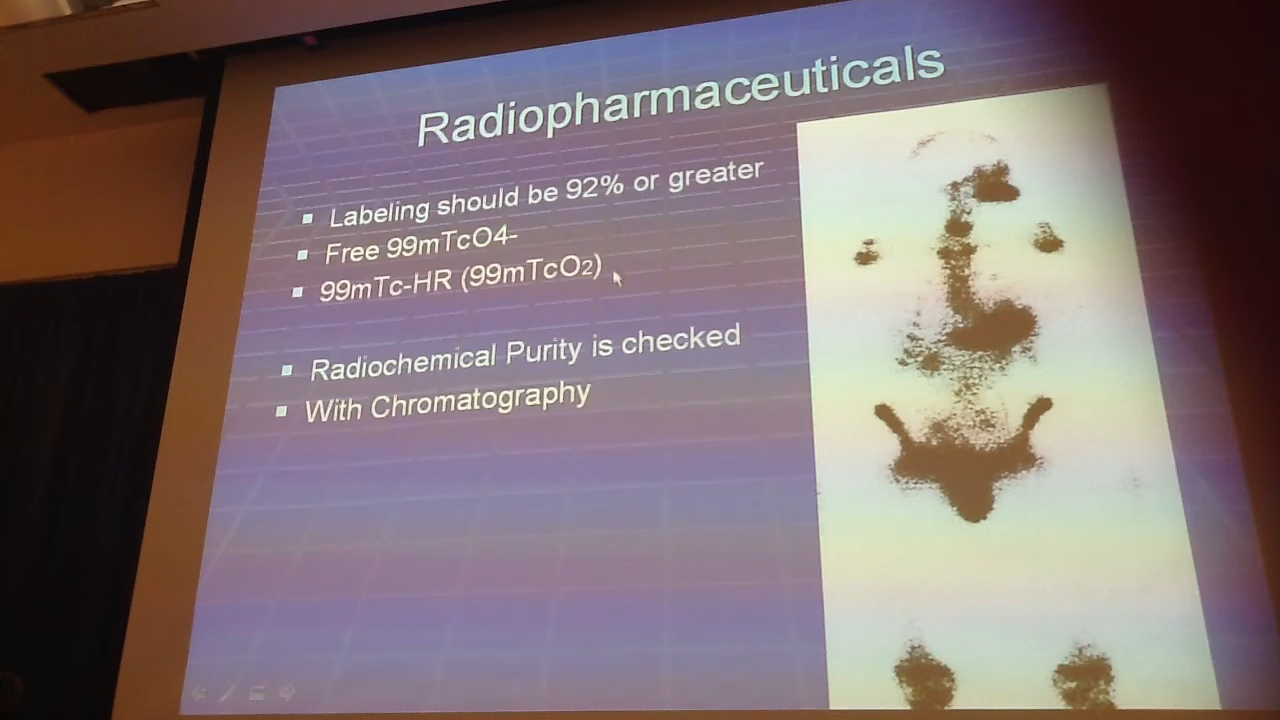 Radiopharmaceuticals
Labeling should be 92% or greater
Free 99mTcO4-
99mTc-HR (99mTcO2)
Radiochemical Purity is checked
With Chromatography